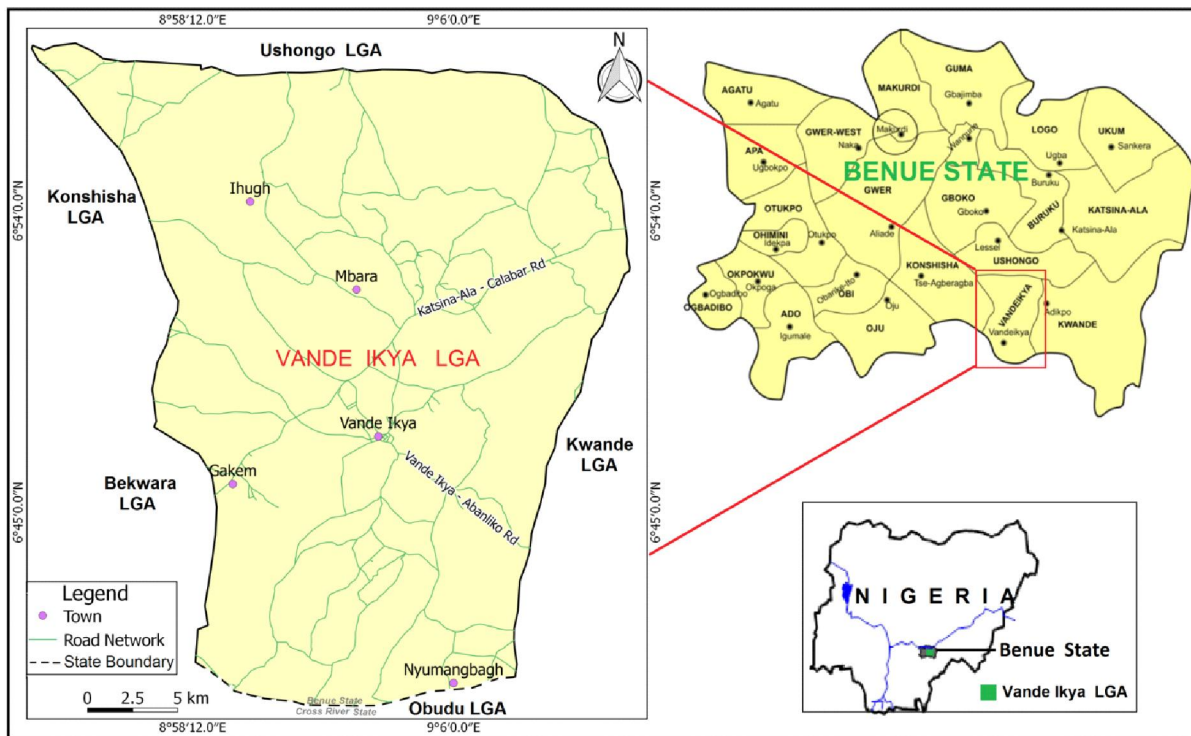 8°58'12.0"E
9°6'0.0"E
Ushongo LGA
N
Konshisha
LGA
6°54'0.0"N
6°54'0.0"N
Ihugh
Mbara
Katsina-Ala - Calabar Rd
VANDE IKYA LGA
Vande Ikya
Kwande
LGA
Gakem
Bekwara
LGA
Vande Ikya - Abanliko Rd
6°45'0.0"N
6°45'0.0"N
Legend
Town
Road Network
State Boundary
0 2.5 5 km
Nyumangbagh
Benue State
Cross River State
Obudu LGA
8°58'12.0"E
9°6'0.0"E
GUMA
MAKURDI
Gbajimba
AGATU
Agatu
GWER-WEST
Naka
Makurdi
Wannune
LOGO
UKUM
Sankera
APA
Ugbokpo
Ugba
BENUE STATE
Buruku
GWER
GBOKO
Gboko
BURUKU
KATSINA-ALA
Katsina-Ala
OTUKPO
OHIMINI
Idekpa
Otukpo
Aliade
Lessel
USHONGO
OKPOKWU
Okpoga
KONSHISHA
Tse-Agberagba
Ogbadibo
OGBADIBO
Obarike-Ito
OBI
Oju
ADO
Igumale
OJU
VANDEIKYA
Vandeikya
Adikpo
KWANDE
NIGERIA
Benue State
Vande Ikya LGA